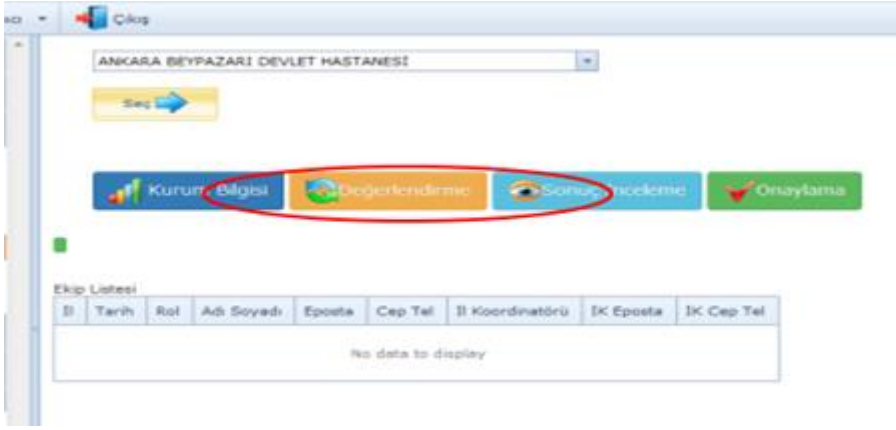 Çıkış
ANKARA BEYPAZARI DEVLET HASTANESİ
Seç
Kurum Bilgisi Değerlendirme Sonuç İnceleme Onaylama
Ekip Listesi
İl Tarih Rol Adı Soyadı Eposta Cep Tel İl Koordinatörü İK Eposta İK Cep Tel
No data to display